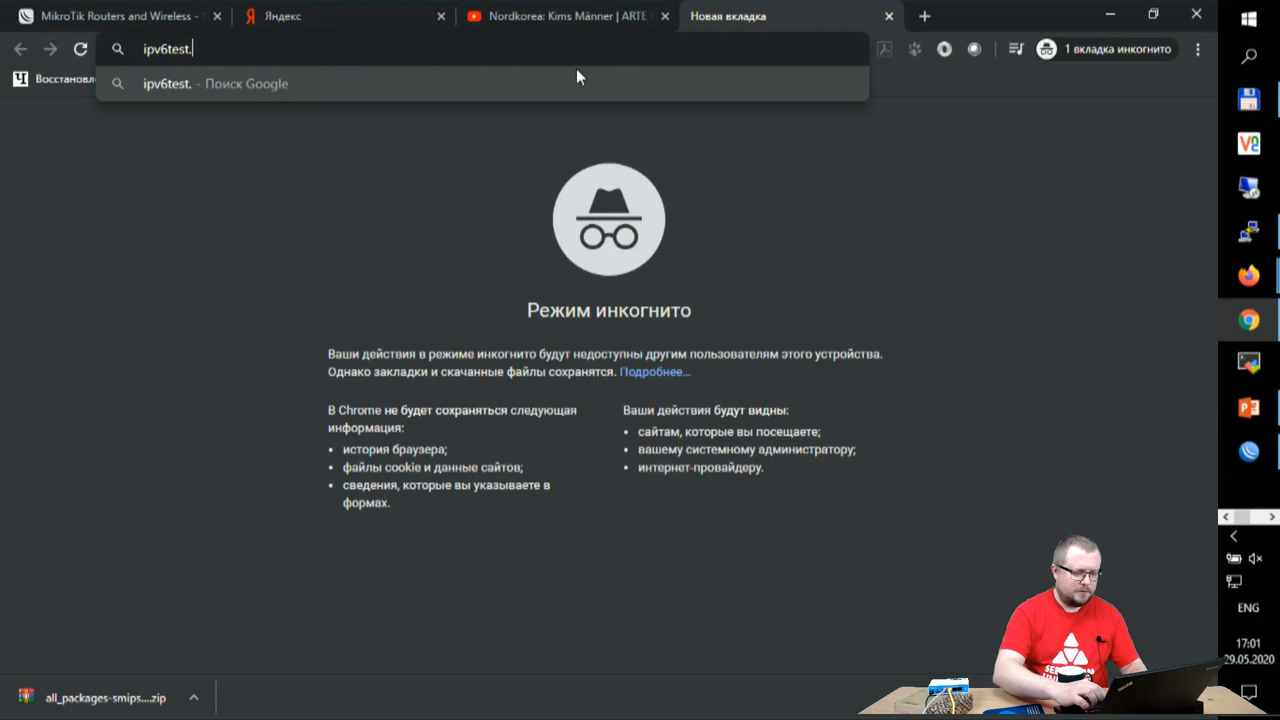 MikroTik Routers and Wireless -
Яндекс
Nordkorea: Kims Männer | ARTE
Новая вкладка
ipv6test.
1 вкладка инкогнито
Восстановл
ipv6test. - Поиск Google
Режим инкогнито
Ваши действия в режиме инкогнито будут недоступны другим пользователям этого устройства.
Однако закладки и скачанные файлы сохранятся. Подробнее...
В Chrome не будет сохраняться следующая
информация:
• история браузера;
• файлы cookie и данные сайтов;
• сведения, которые вы указываете в
формах.
Ваши действия будут видны:
• сайтам, которые вы посещаете;
• вашему системному администратору;
• интернет-провайдеру.
ENG
17:01
29.05.2020
all_packages-smips....zip